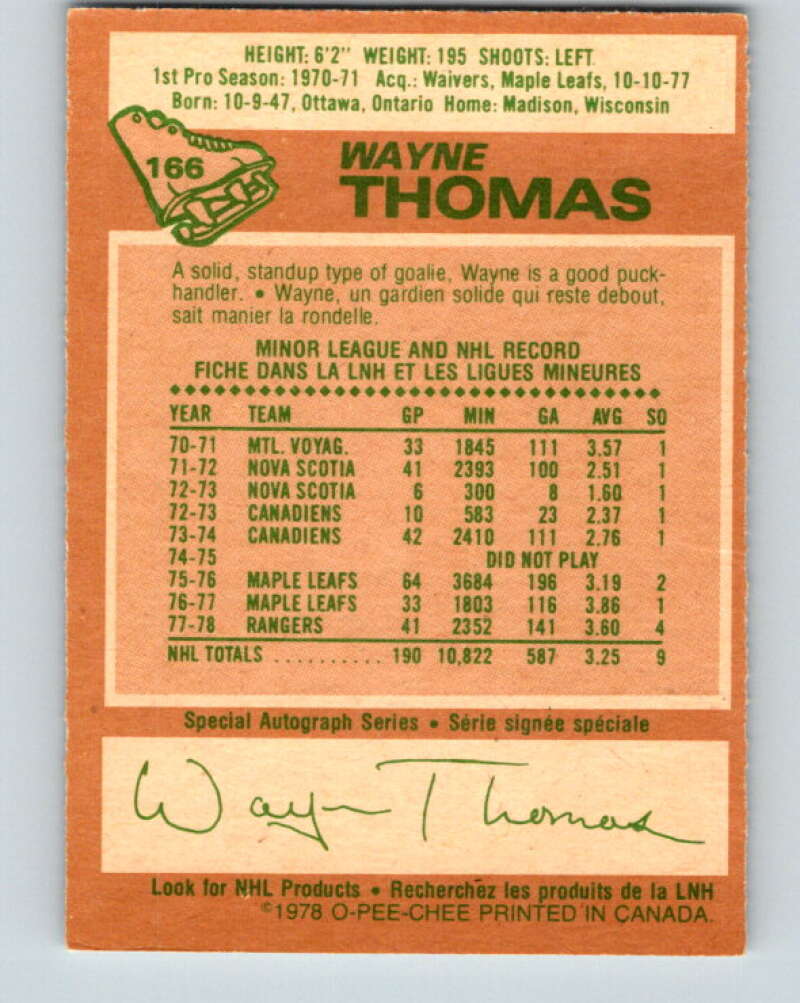 HEIGHT: 6'2" WEIGHT: 195 SHOOTS: LEFT
1st Pro Season: 1970-71 Acq.: Waivers, Maple Leafs, 10-10-77
Born: 10-9-47, Ottawa, Ontario Home: Madison, Wisconsin
166
WAYNE
THOMAS
A solid, standup type of goalie, Wayne is a good puck-
handler. • Wayne, un gardien solide qui reste debout,
sait manier la rondelle.
MINOR LEAGUE AND NHL RECORD
FICHE DANS LA LNH ET LES LIGUES MINEURES
YEAR TEAM GP MIN GA AVG SO
70-71 MTL. VOYAG. 33 1845 111 3.57 1
71-72 NOVA SCOTIA 41 2393 100 2.51 1
72-73 NOVA SCOTIA 6 300 8 1.60 1
72-73 CANADIENS 10 583 23 2.37 1
73-74 CANADIENS 42 2410 111 2.76 1
74-75 DID NOT PLAY
75-76 MAPLE LEAFS 64 3684 196 3.19 2
76-77 MAPLE LEAFS 33 1803 116 3.86 1
77-78 RANGERS 41 2352 141 3.60 4
NHL TOTALS .......... 190 10,822 587 3.25 9
Special Autograph Series • Série signée spéciale
Wayne Thomas
Look for NHL Products • Recherchez les produits de la LNH
©1978 O-PEE-CHEE PRINTED IN CANADA.